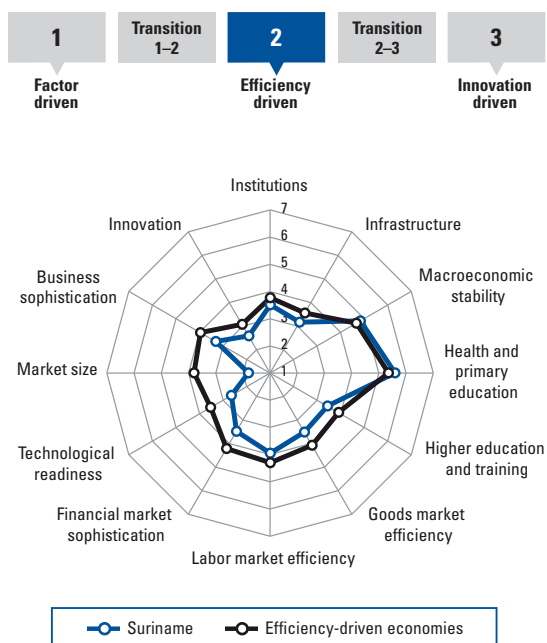 1
Transition
1–2
2
Transition
2–3
3
Factor
driven
Efficiency
driven
Innovation
driven
Institutions
7
Innovation
Infrastructure
6
5
Business
sophistication
Macroeconomic
stability
4
3
2
Market size
1
Health and
primary
education
Technological
readiness
Higher education
and training
Financial market
sophistication
Goods market
efficiency
Labor market efficiency
Suriname
Efficiency-driven economies